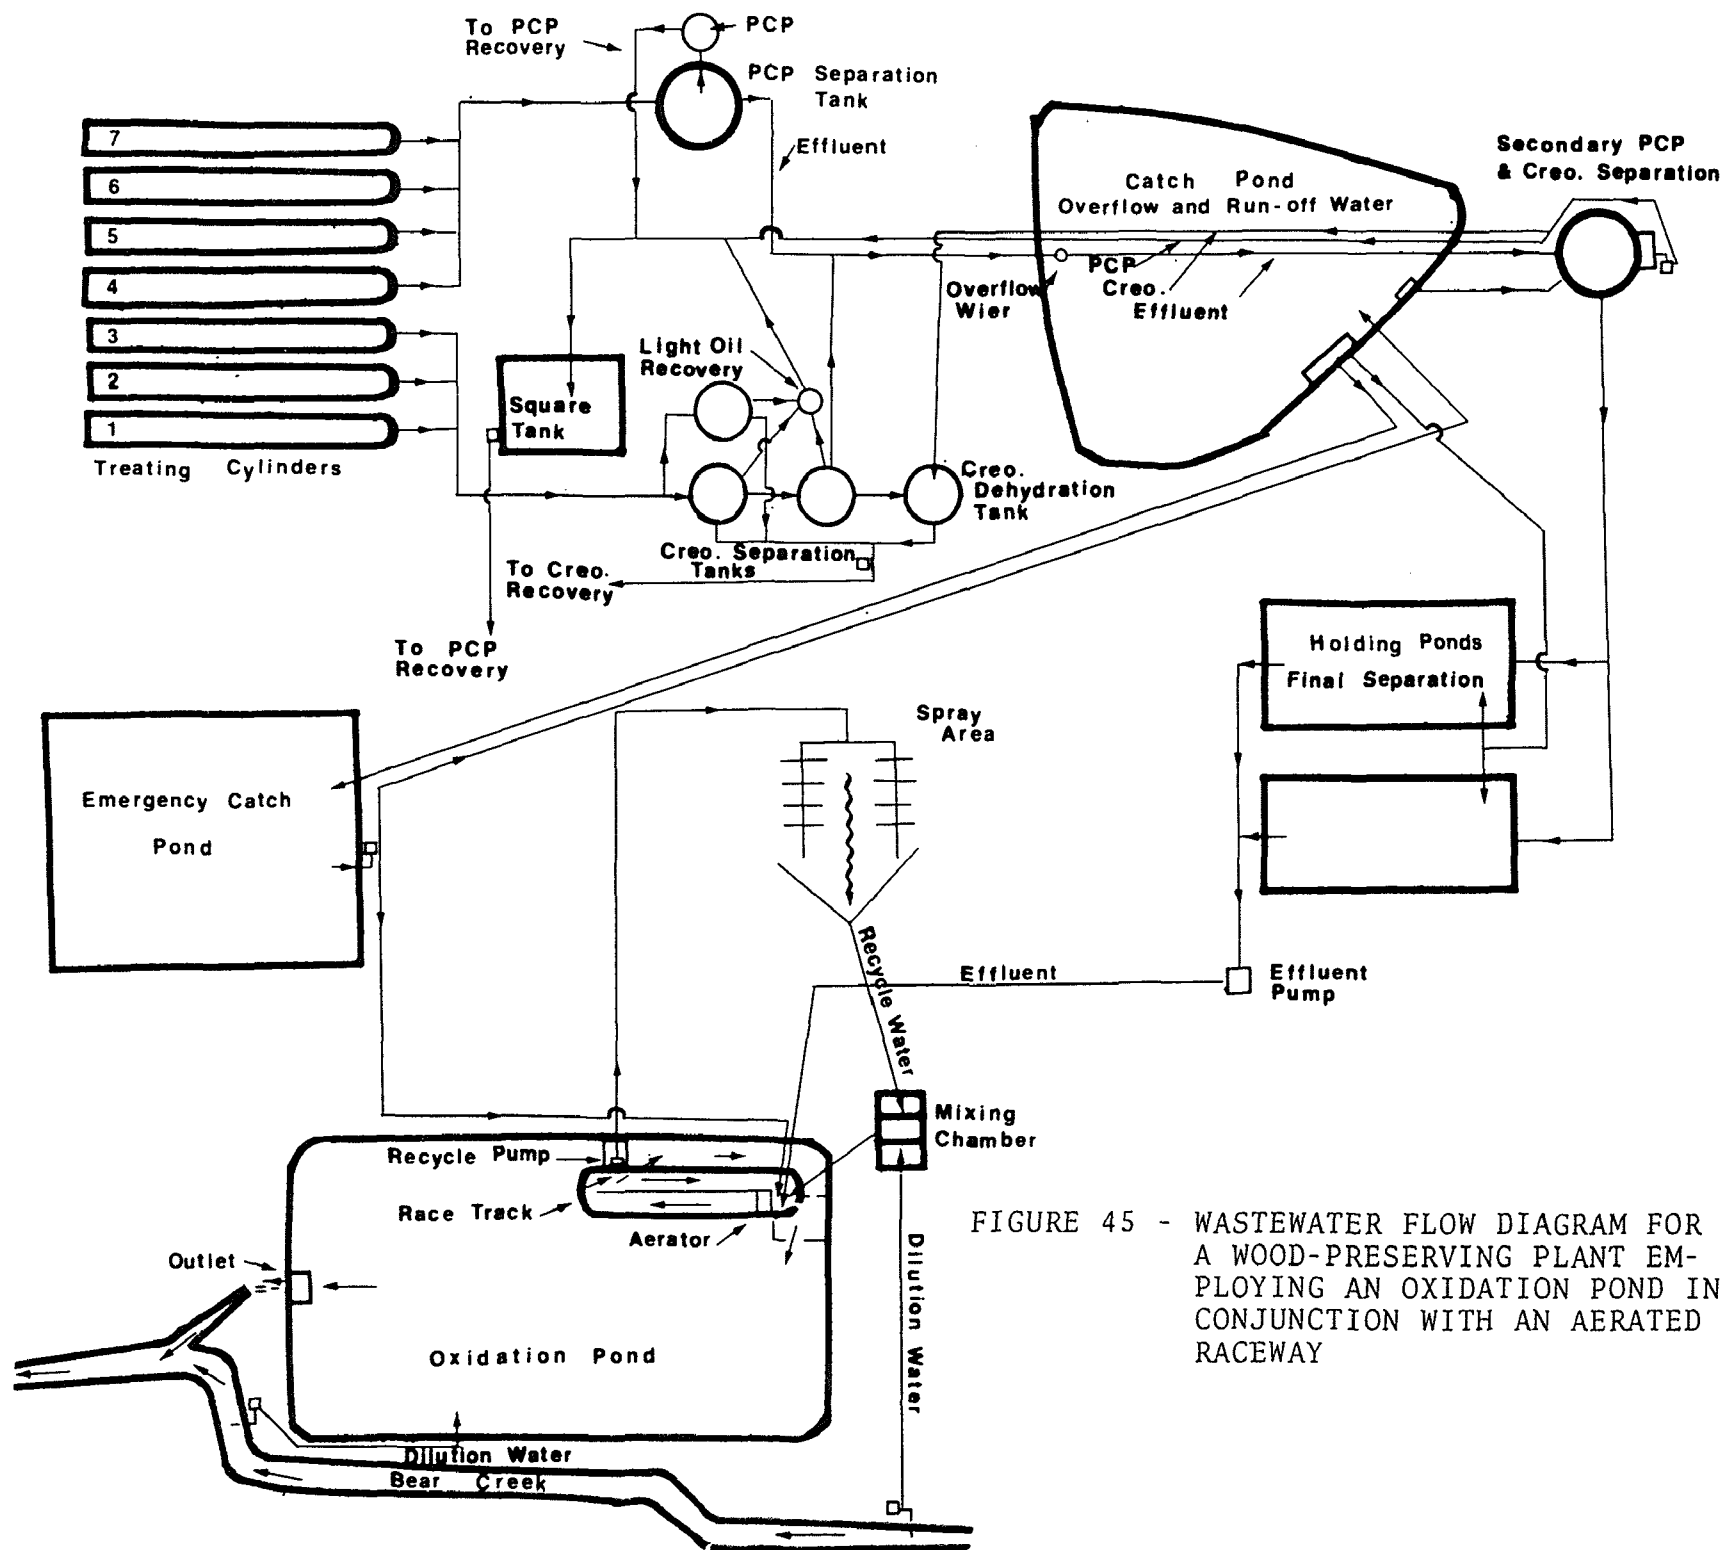 To PCP
Recovery
PCP
PCP Separation
Tank
Effluent
7
6
5
4
3
2
1
Treating Cylinders
Catch Pond
Overflow and Run-off Water
Secondary PCP
& Creo. Separation
PCP
Creo.
Effluent
Overflow
Wier
Light Oil
Recovery
Square
Tank
Creo.
Dehydration
Tank
Creo. Separation
Tanks
To Creo.
Recovery
To PCP
Recovery
Holding Ponds
Final Separation
Spray
Area
Emergency Catch
Pond
Recycle Water
Effluent
Effluent
Pump
Mixing
Chamber
Recycle Pump
Race Track
Aerator
Outlet
Oxidation Pond
Dilution Water
Dilution Water
Bear Creek
FIGURE 45 - WASTEWATER FLOW DIAGRAM FOR
A WOOD-PRESERVING PLANT EM-
PLOYING AN OXIDATION POND IN
CONJUNCTION WITH AN AERATED
RACEWAY